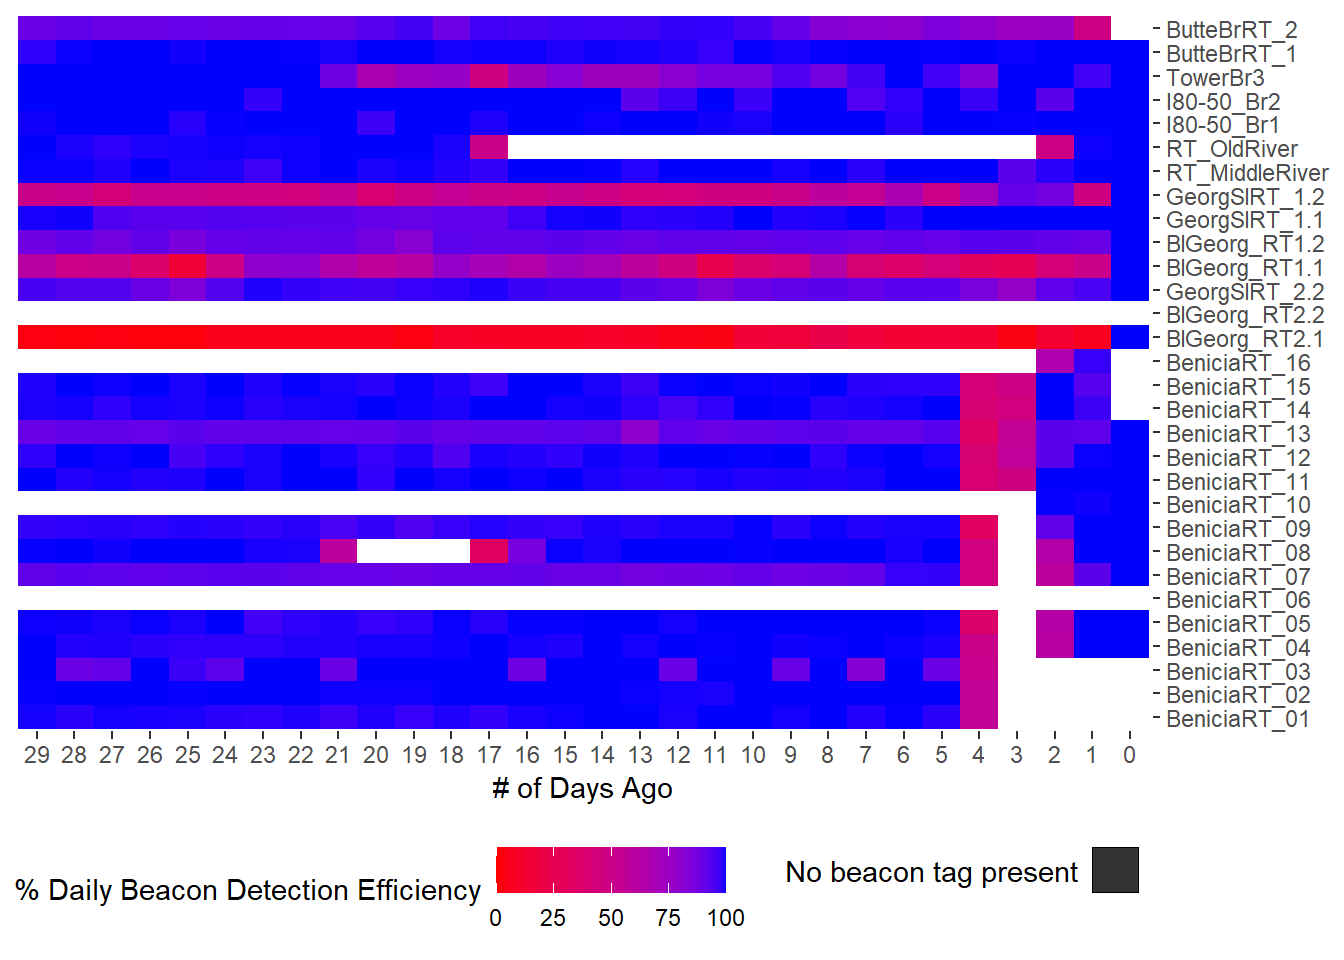 ButteBrRT_2
ButteBrRT_1
TowerBr3
I80-50_Br2
I80-50_Br1
RT_OldRiver
RT_MiddleRiver
GeorgSlRT_1.2
GeorgSlRT_1.1
BlGeorg_RT1.2
BlGeorg_RT1.1
GeorgSlRT_2.2
BlGeorg_RT2.2
BlGeorg_RT2.1
BeniciaRT_16
BeniciaRT_15
BeniciaRT_14
BeniciaRT_13
BeniciaRT_12
BeniciaRT_11
BeniciaRT_10
BeniciaRT_09
BeniciaRT_08
BeniciaRT_07
BeniciaRT_06
BeniciaRT_05
BeniciaRT_04
BeniciaRT_03
BeniciaRT_02
BeniciaRT_01
29 28 27 26 25 24 23 22 21 20 19 18 17 16 15 14 13 12 11 10 9 8 7 6 5 4 3 2 1 0
# of Days Ago
% Daily Beacon Detection Efficiency
0 25 50 75 100
No beacon tag present